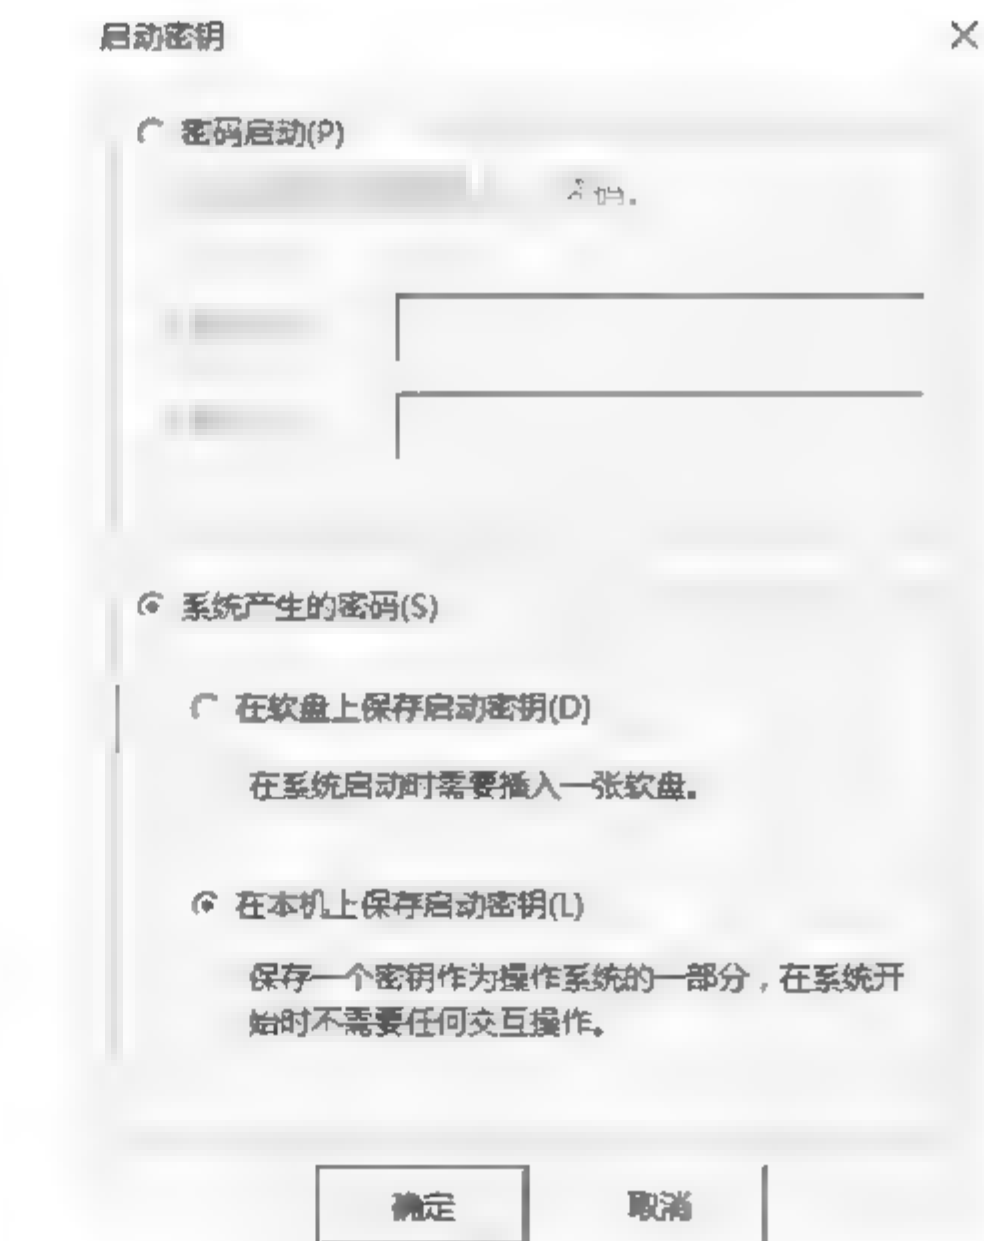 启动密钥
密码启动(P)
码。
系统产生的密码(S)
在软盘上保存启动密钥(D)
在系统启动时需要插入一张软盘。
在本机上保存启动密钥(L)
保存一个密钥作为操作系统的一部分，在系统开
始时不需要任何交互操作。
确定
取消